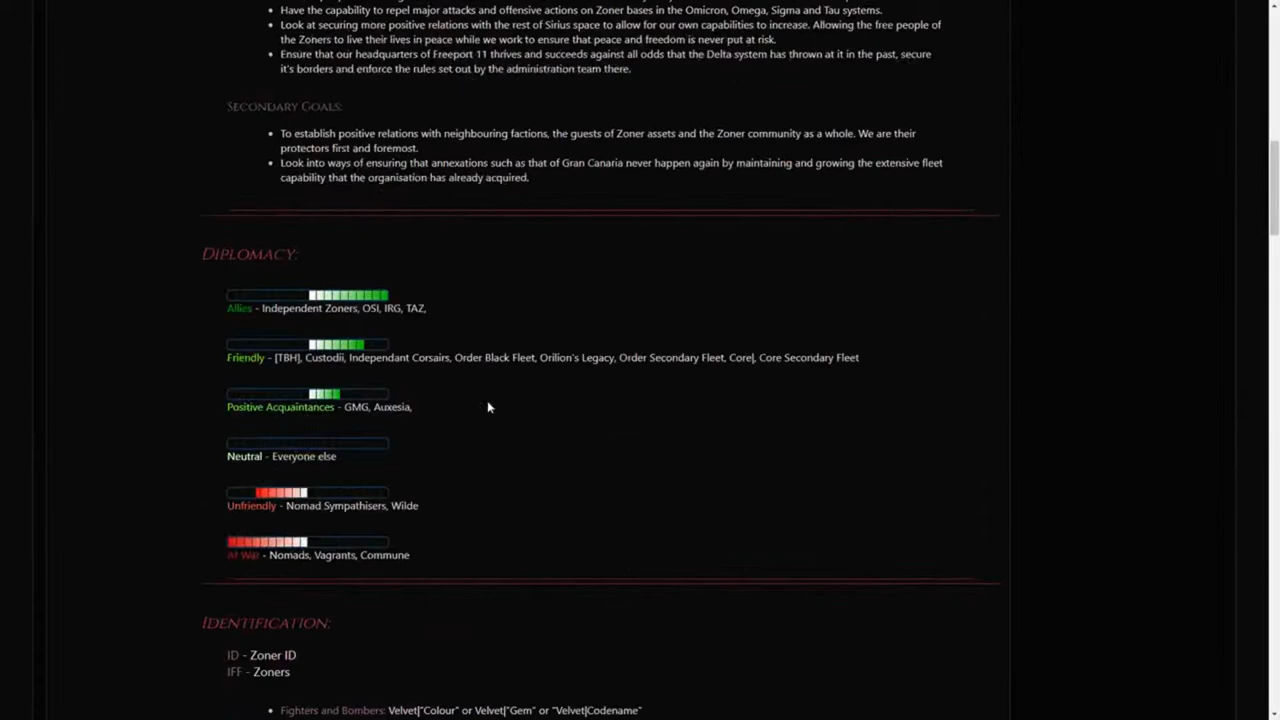 Have the capability to repel major attacks and offensive actions on Zoner bases in the Omicron, Omega, Sigma and Tau systems.
Look at securing more positive relations with the rest of Sirius space to allow for our own capabilities to increase. Allowing the free people of
the Zoners to live their lives in peace while we work to ensure that peace and freedom is never put at risk.
Ensure that our headquarters of Freeport 11 thrives and succeeds against all odds that the Delta system has thrown at it in the past, secure
it's borders and enforce the rules set out by the administration team there.
Secondary Goals:
To establish positive relations with neighbouring factions, the guests of Zoner assets and the Zoner community as a whole. We are their
protectors first and foremost.
Look into ways of ensuring that annexations such as that of Gran Canaria never happen again by maintaining and growing the extensive fleet
capability that the organisation has already acquired.
Diplomacy:
Allies - Independent Zoners, OSI, IRG, TAZ,
Friendly - [TBH], Custodii, Independant Corsairs, Order Black Fleet, Orilion's Legacy, Order Secondary Fleet, Core|, Core Secondary Fleet
Positive Acquaintances - GMG, Auxesia,
Neutral - Everyone else
Unfriendly - Nomad Sympathisers, Wilde
At War - Nomads, Vagrants, Commune
Identification:
ID - Zoner ID
IFF - Zoners
Fighters and Bombers: Velvet|"Colour" or Velvet|"Gem" or "Velvet|Codename"